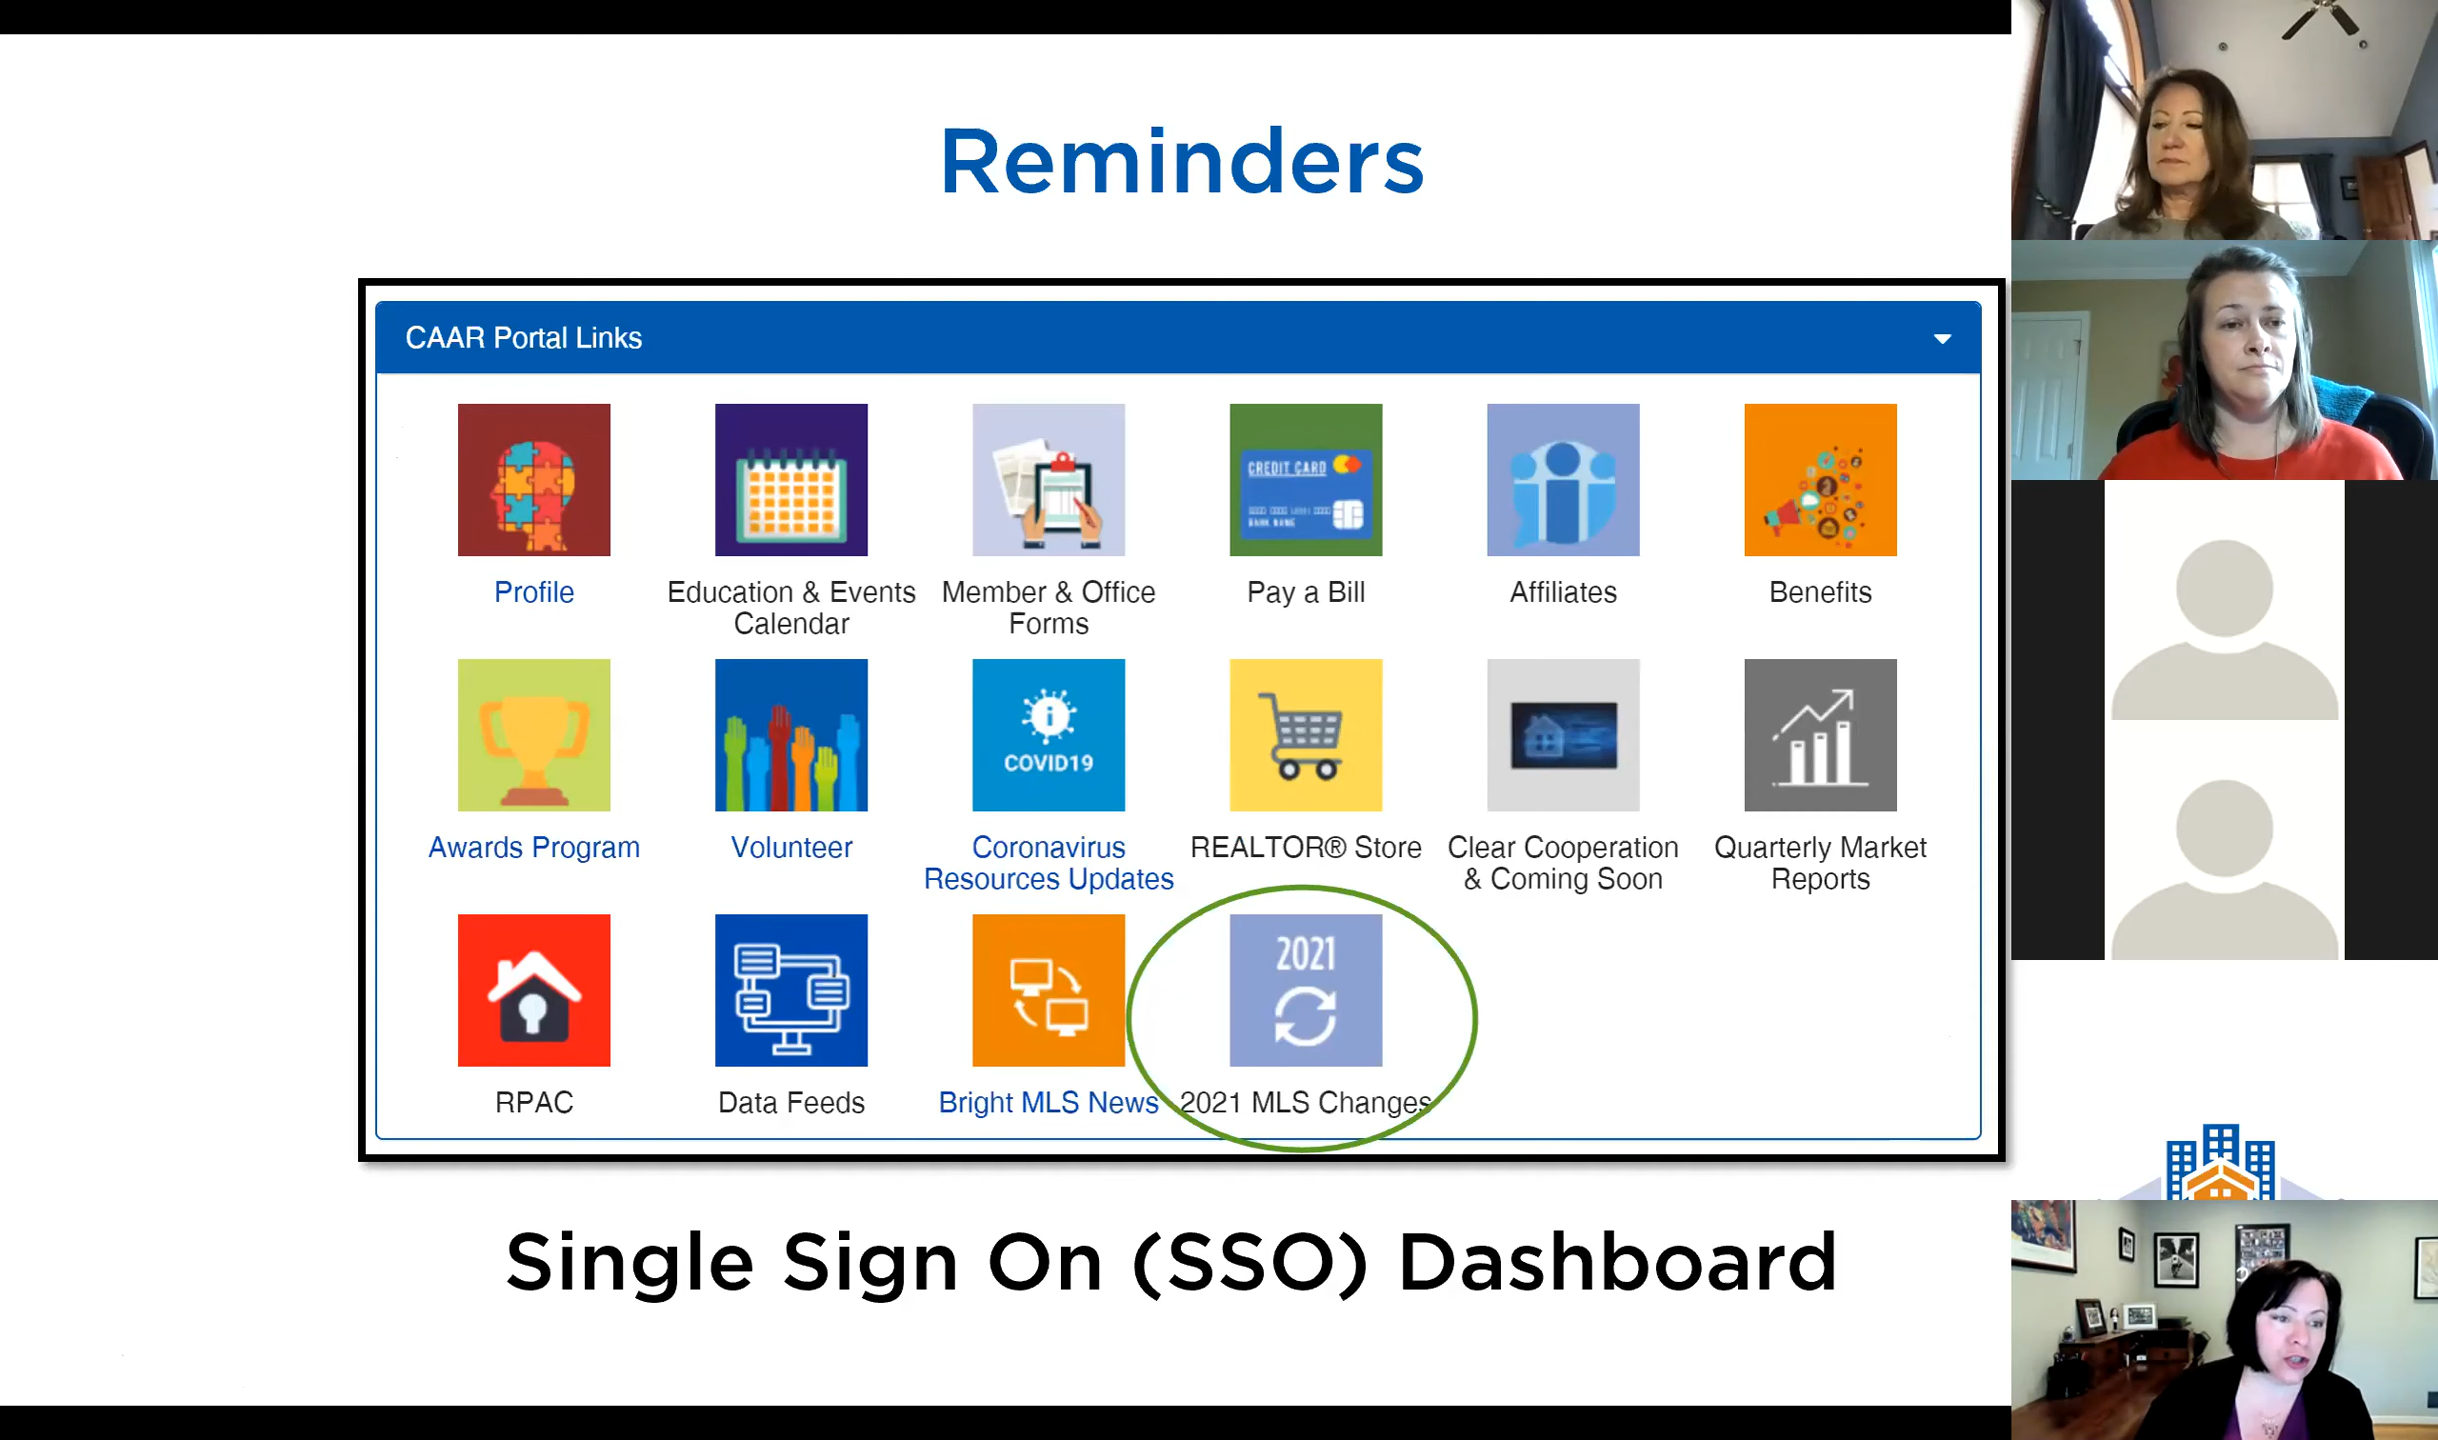 Reminders
CAAR Portal Links
CREDIT CARD
BANK NAME
Profile
Education & Events
Calendar
Member & Office
Forms
Pay a Bill
Affiliates
Benefits
COVID19
Awards Program
Volunteer
Coronavirus
Resources Updates
REALTOR® Store
Clear Cooperation
& Coming Soon
Quarterly Market
Reports
2021
RPAC
Data Feeds
Bright MLS News
2021 MLS Changes
Single Sign On (SSO) Dashboard